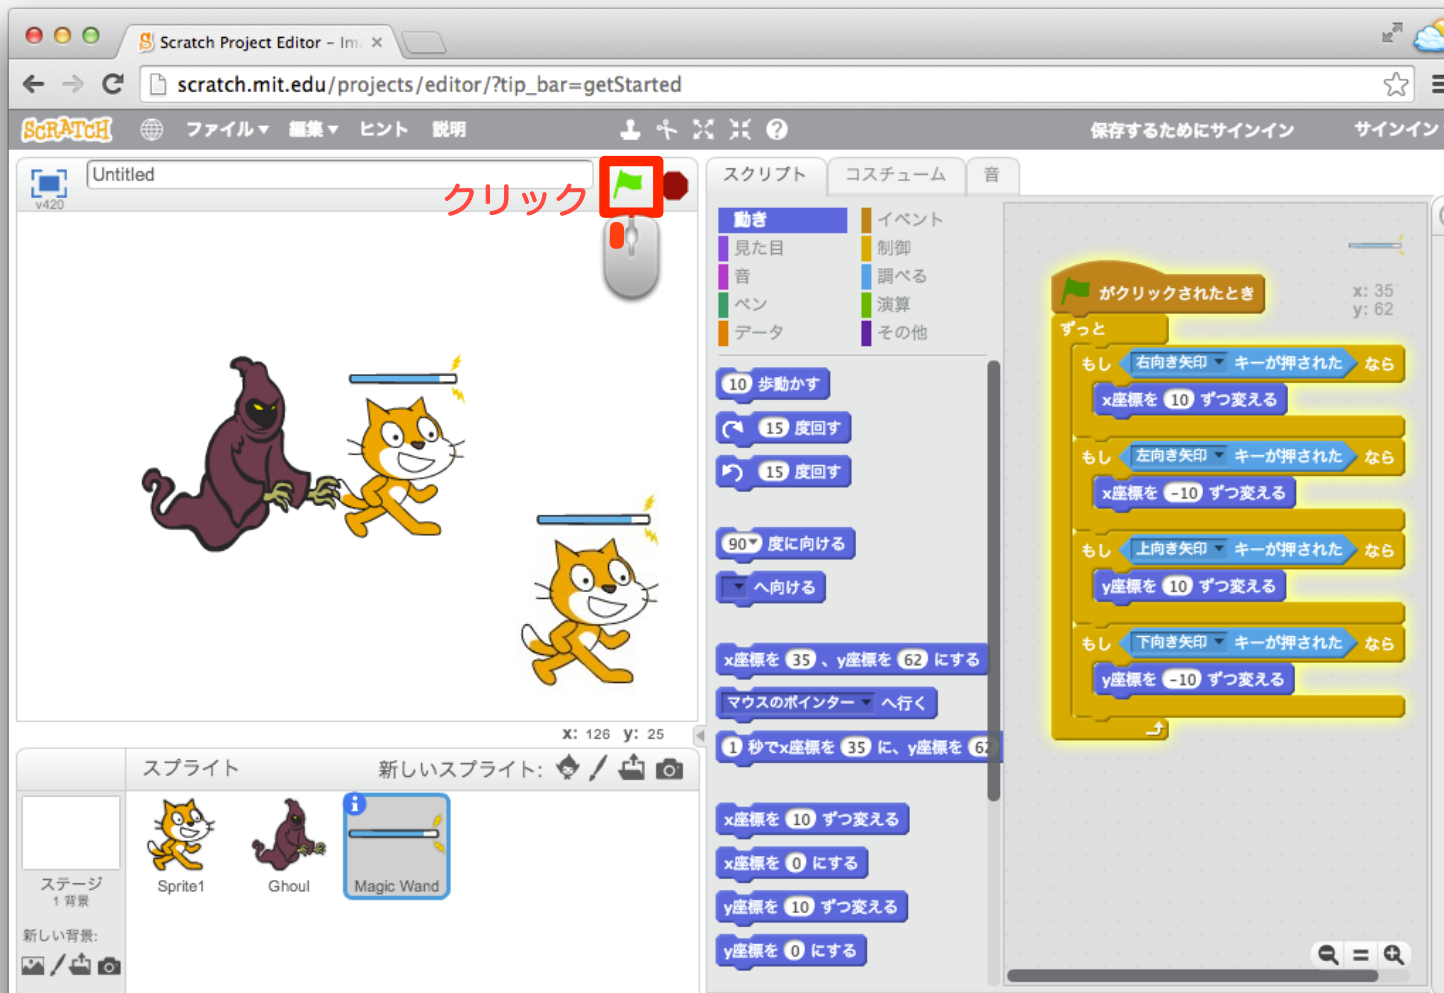 Scratch Project Editor – Im
scratch.mit.edu/projects/editor/?tip_bar=getStarted
SCRATCH ファイル 編集 ヒント 説明 保存するためにサインイン サインイン
v420
Untitled
クリック
スクリプト コスチューム 音
動き イベント
見た目 制御
音 調べる
ペン 演算
データ その他
10 歩動かす
15 度回す
15 度回す
90 度に向ける
へ向ける
x座標を 35 、y座標を 62 にする
マウスのポインター へ行く
1 秒でx座標を 35 に、y座標を 62
x座標を 10 ずつ変える
x座標を 0 にする
y座標を 10 ずつ変える
y座標を 0 にする
x: 35
y: 62
がクリックされたとき
ずっと
もし 右向き矢印 キーが押された なら
x座標を 10 ずつ変える
もし 左向き矢印 キーが押された なら
x座標を -10 ずつ変える
もし 上向き矢印 キーが押された なら
y座標を 10 ずつ変える
もし 下向き矢印 キーが押された なら
y座標を -10 ずつ変える
x: 126 y: 25
スプライト 新しいスプライト:
Sprite1 Ghoul Magic Wand
ステージ
1 背景
新しい背景: